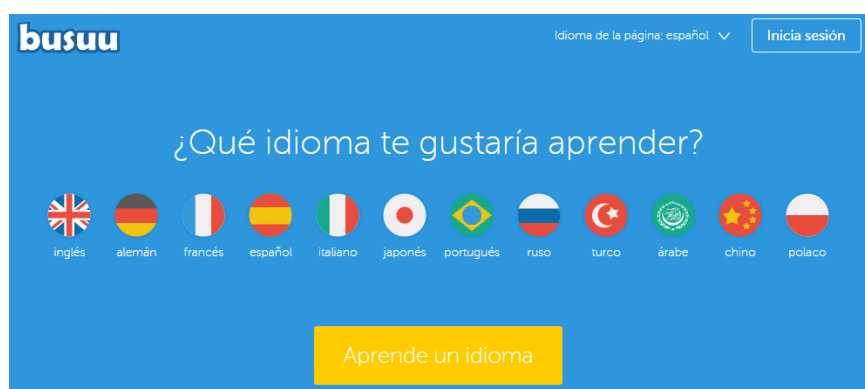 busuu
Idioma de la página: español
Inicia sesión
¿Qué idioma te gustaría aprender?
inglés alemán francés español italiano japonés portugués ruso turco árabe chino polaco
Aprende un idioma